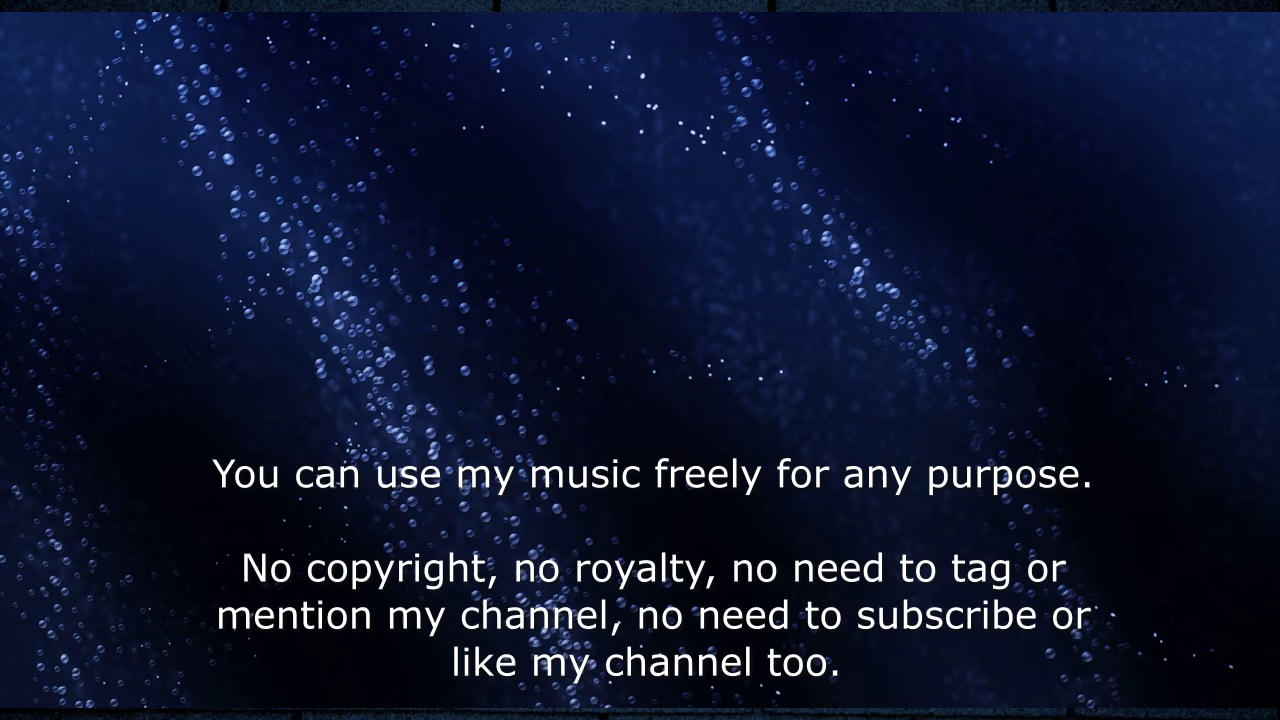 You can use my music freely for any purpose.
No copyright, no royalty, no need to tag or
mention my channel, no need to subscribe or
like my channel too.